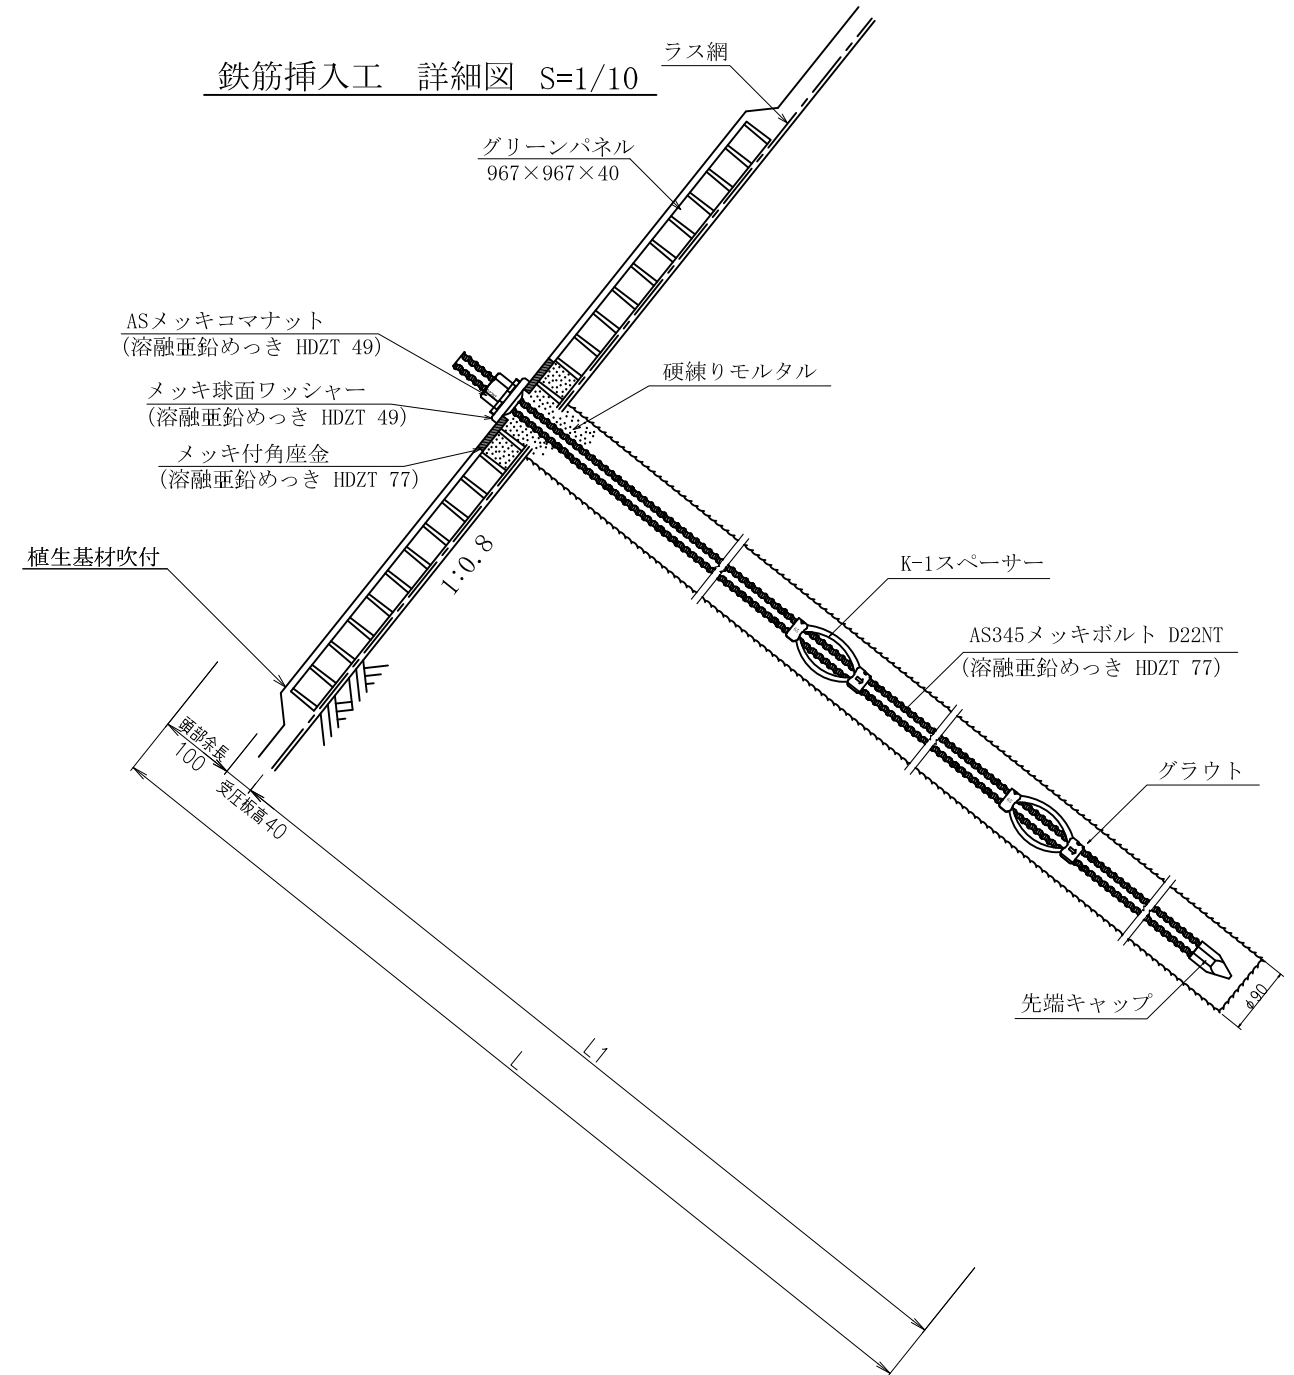 鉄筋挿入工　詳細図 S=1/10
ラス網
グリーンパネル
967×967×40
ASメッキコマナット
(溶融亜鉛めっき HDZT 49)
メッキ球面ワッシャー
(溶融亜鉛めっき HDZT 49)
メッキ付角座金
(溶融亜鉛めっき HDZT 77)
硬練りモルタル
植生基材吹付
1:0.8
K-1スペーサー
AS345メッキボルト D22NT
(溶融亜鉛めっき HDZT 77)
頭部余長
100
受圧板高40
グラウト
先端キャップ
φ90
L1
L